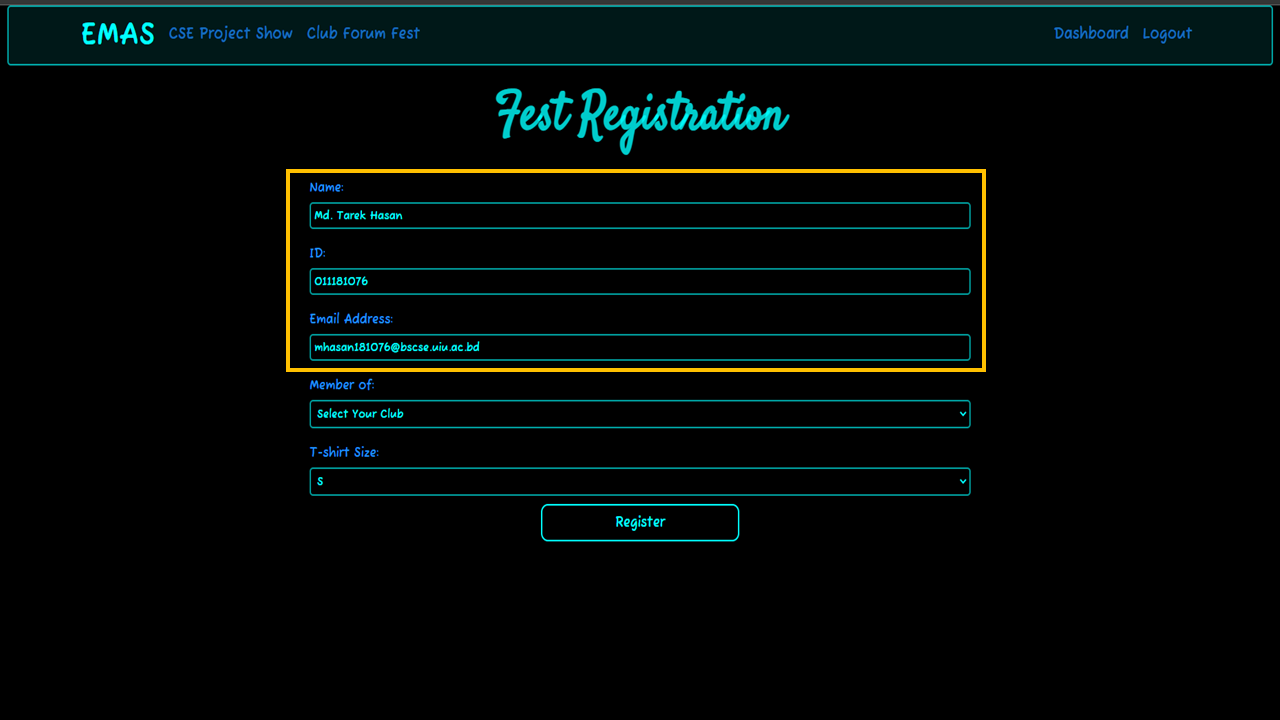 EMAS CSE Project Show Club Forum Fest Dashboard Logout
Fest Registration
Name:
Md. Tarek Hasan
ID:
011181076
Email Address:
mhasan181076@bscse.uiu.ac.bd
Member of:
Select Your Club
T-shirt Size:
S
Register